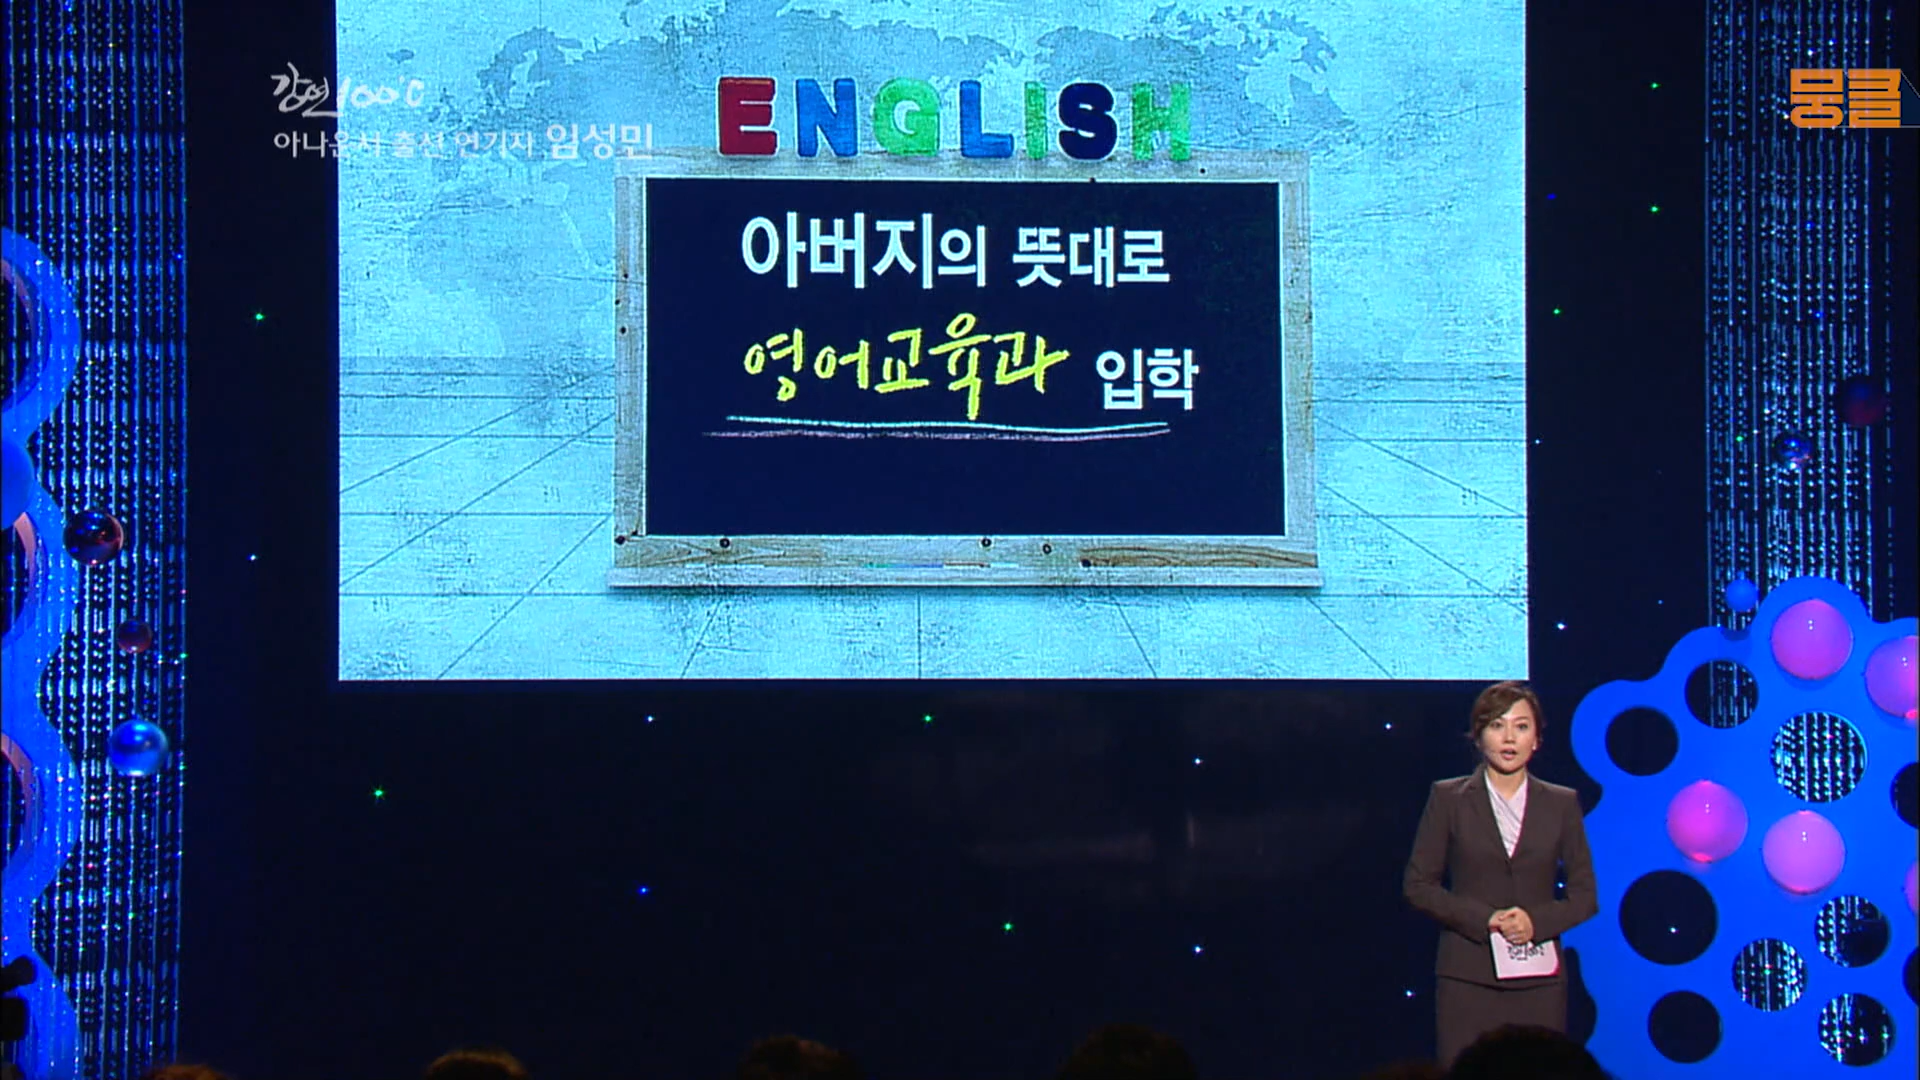 강연100℃
아나운서 출신 연기자 임성민
뭉클
ENGLISH
아버지의 뜻대로
영어교육과 입학